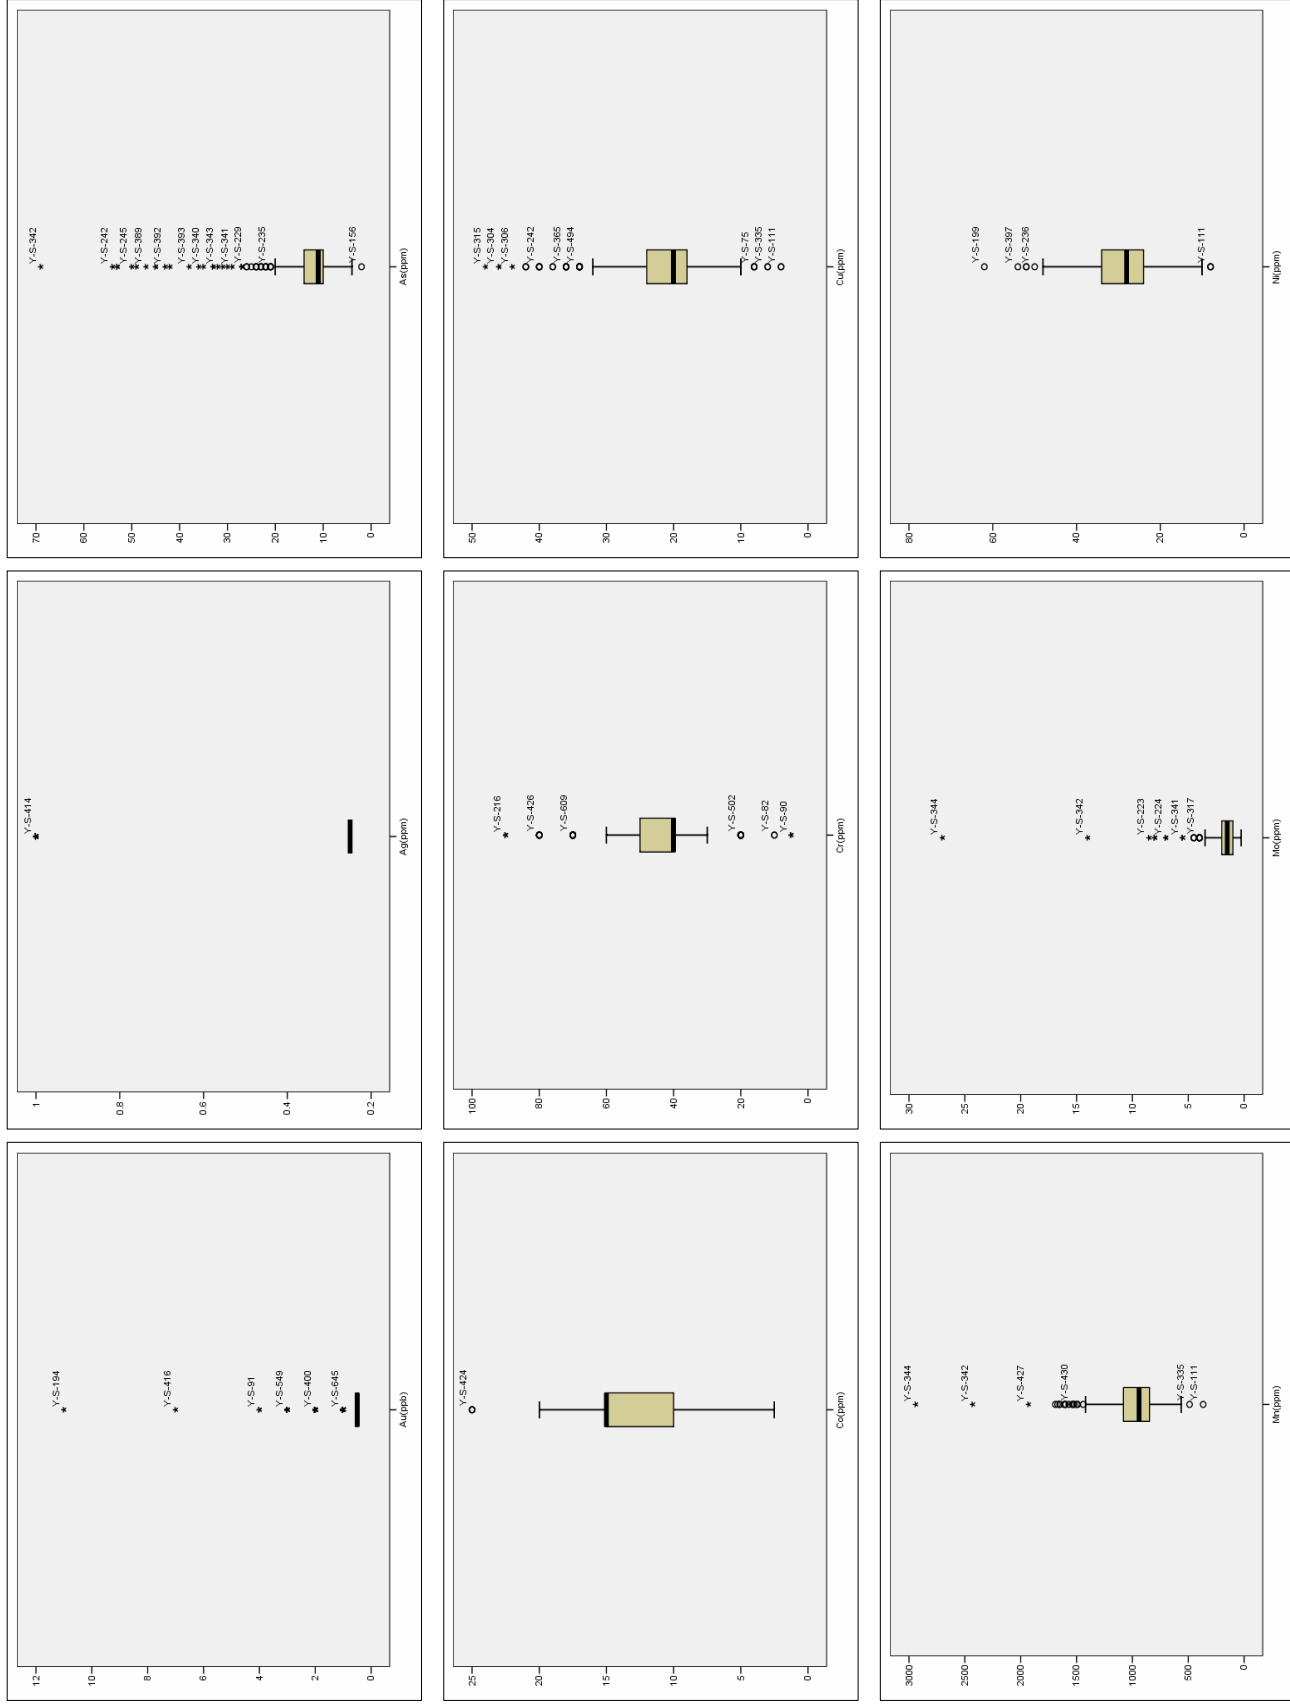 12
10
8
6
4
2
0
Y-S-194
Y-S-416
Y-S-91
Y-S-549
Y-S-400
Y-S-645
Au(ppb)
1
0.8
0.6
0.4
0.2
Y-S-414
Ag(ppm)
70
60
50
40
30
20
10
0
Y-S-342
Y-S-242
Y-S-245
Y-S-389
Y-S-392
Y-S-393
Y-S-340
Y-S-343
Y-S-341
Y-S-229
Y-S-235
Y-S-156
As(ppm)
25
20
15
10
5
0
Y-S-424
Co(ppm)
100
80
60
40
20
0
Y-S-216
Y-S-426
Y-S-609
Y-S-502
Y-S-82
Y-S-90
Cr(ppm)
50
40
30
20
10
0
Y-S-315
Y-S-304
Y-S-306
Y-S-242
Y-S-365
Y-S-494
Y-S-75
Y-S-335
Y-S-111
Cu(ppm)
3000
2500
2000
1500
1000
500
0
Y-S-344
Y-S-342
Y-S-427
Y-S-430
Y-S-335
Y-S-111
Mn(ppm)
30
25
20
15
10
5
0
Y-S-344
Y-S-342
Y-S-223
Y-S-224
Y-S-341
Y-S-317
Mo(ppm)
80
60
40
20
0
Y-S-199
Y-S-397
Y-S-236
Y-S-111
Ni(ppm)